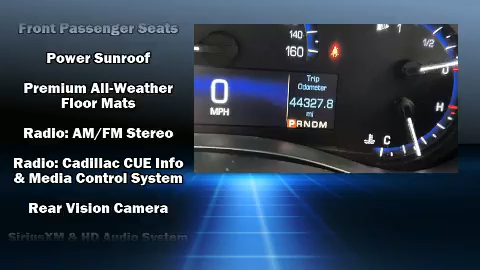 Front Passenger Seats
Power Sunroof
Premium All-Weather
Floor Mats
Radio: AM/FM Stereo
Radio: Cadillac CUE Info
& Media Control System
Rear Vision Camera
SiriusXM & HD Audio System
140
160
0
MPH
Trip
Odometer
44327.8
mi
PRNDM
1/2
H
C